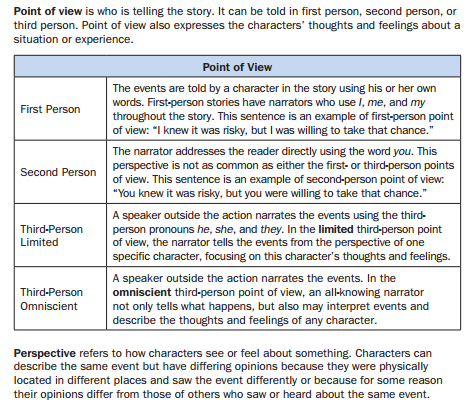 Point of view is who is telling the story. It can be told in first person, second person, or
third person. Point of view also expresses the characters' thoughts and feelings about a
situation or experience.
Point of View
First Person
The events are told by a character in the story using his or her own
words. First-person stories have narrators who use I, me, and my
throughout the story. This sentence is an example of first-person point
of view: "I knew it was risky, but I was willing to take that chance."
Second Person
The narrator addresses the reader directly using the word you. This
perspective is not as common as either the first- or third-person points
of view. This sentence is an example of second-person point of view:
"You knew it was risky, but you were willing to take that chance."
Third-Person
Limited
A speaker outside the action narrates the events using the third-
person pronouns he, she, and they. In the limited third-person point
of view, the narrator tells the events from the perspective of one
specific character, focusing on this character's thoughts and feelings.
Third-Person
Omniscient
A speaker outside the action narrates the events. In the
omniscient third-person point of view, an all-knowing narrator
not only tells what happens, but also may interpret events and
describe the thoughts and feelings of any character.
Perspective refers to how characters see or feel about something. Characters can
describe the same event but have differing opinions because they were physically
located in different places and saw the event differently or because for some reason
their opinions differ from those of others who saw or heard about the same event.